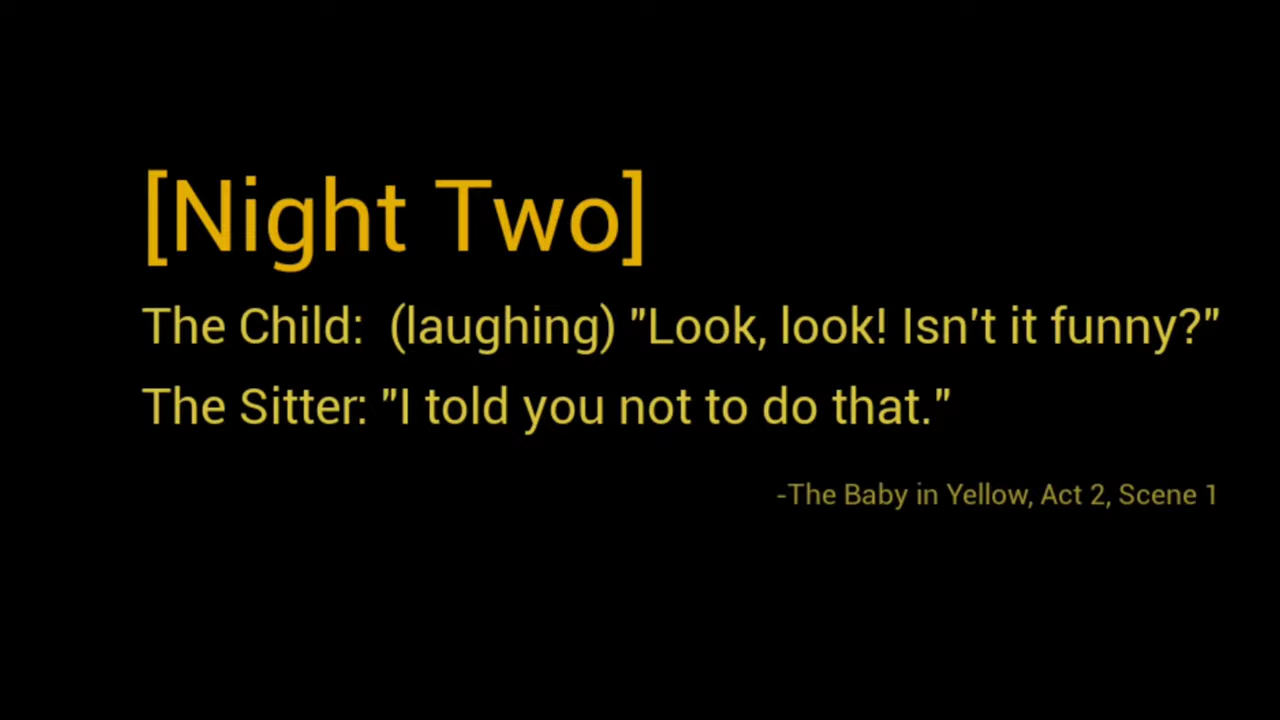 [Night Two]
The Child:  (laughing) "Look, look! Isn't it funny?"
The Sitter: "I told you not to do that."
-The Baby in Yellow, Act 2, Scene 1